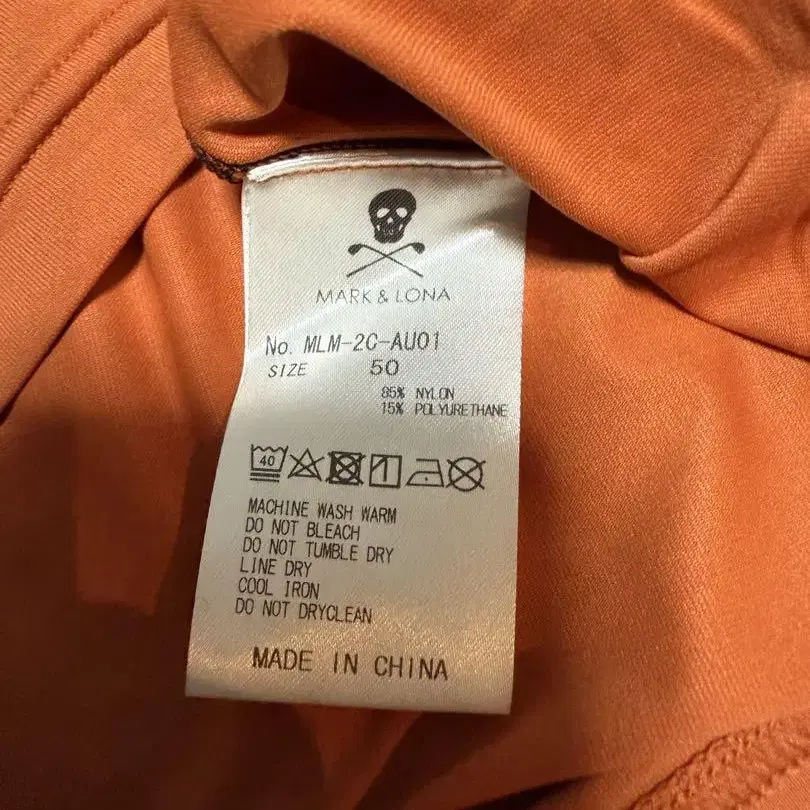 MARK & LONA
No. MLM-2C-AU01
SIZE 50
85% NYLON
15% POLYURETHANE
40
MACHINE WASH WARM
DO NOT BLEACH
DO NOT TUMBLE DRY
LINE DRY
COOL IRON
DO NOT DRYCLEAN
MADE IN CHINA